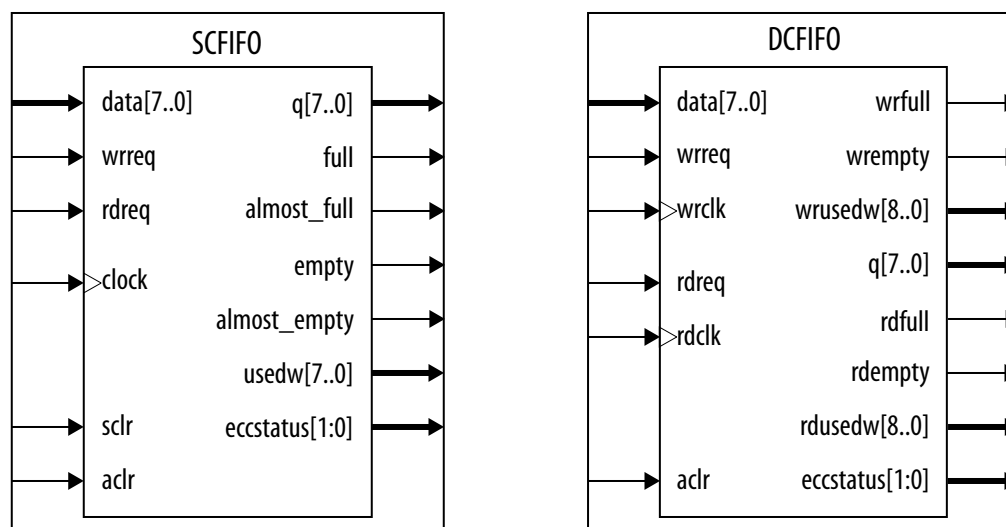 SCFIFO
data[7..0]
q[7..0]
wrreq
full
rdreq
almost_full
empty
clock
almost_empty
usedw[7..0]
sclr
eccstatus[1:0]
aclr
DCFIFO
data[7..0]
wrfull
wrreq
wrempty
wrclk
wrusedw[8..0]
q[7..0]
rdreq
rdfull
rdclk
rdempty
rdusedw[8..0]
aclr
eccstatus[1:0]